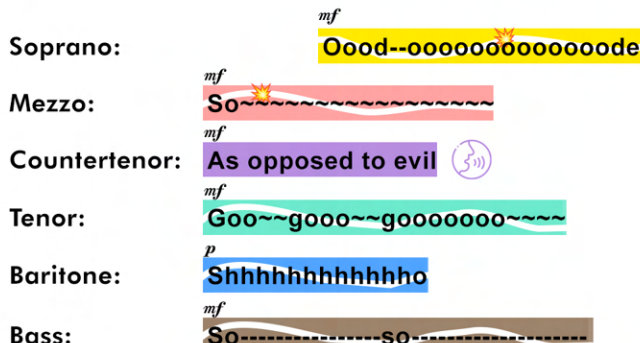 mf
Soprano: Oood--oooooooooooooode
mf
Mezzo: So~~~~~~~~~~~~~~~~~
mf
Countertenor: As opposed to evil
mf
Tenor: Goo~~gooo~~gooooooo~~~~
p
Baritone: Shhhhhhhhhhhhho
mf
Bass: So----------------so--------------------